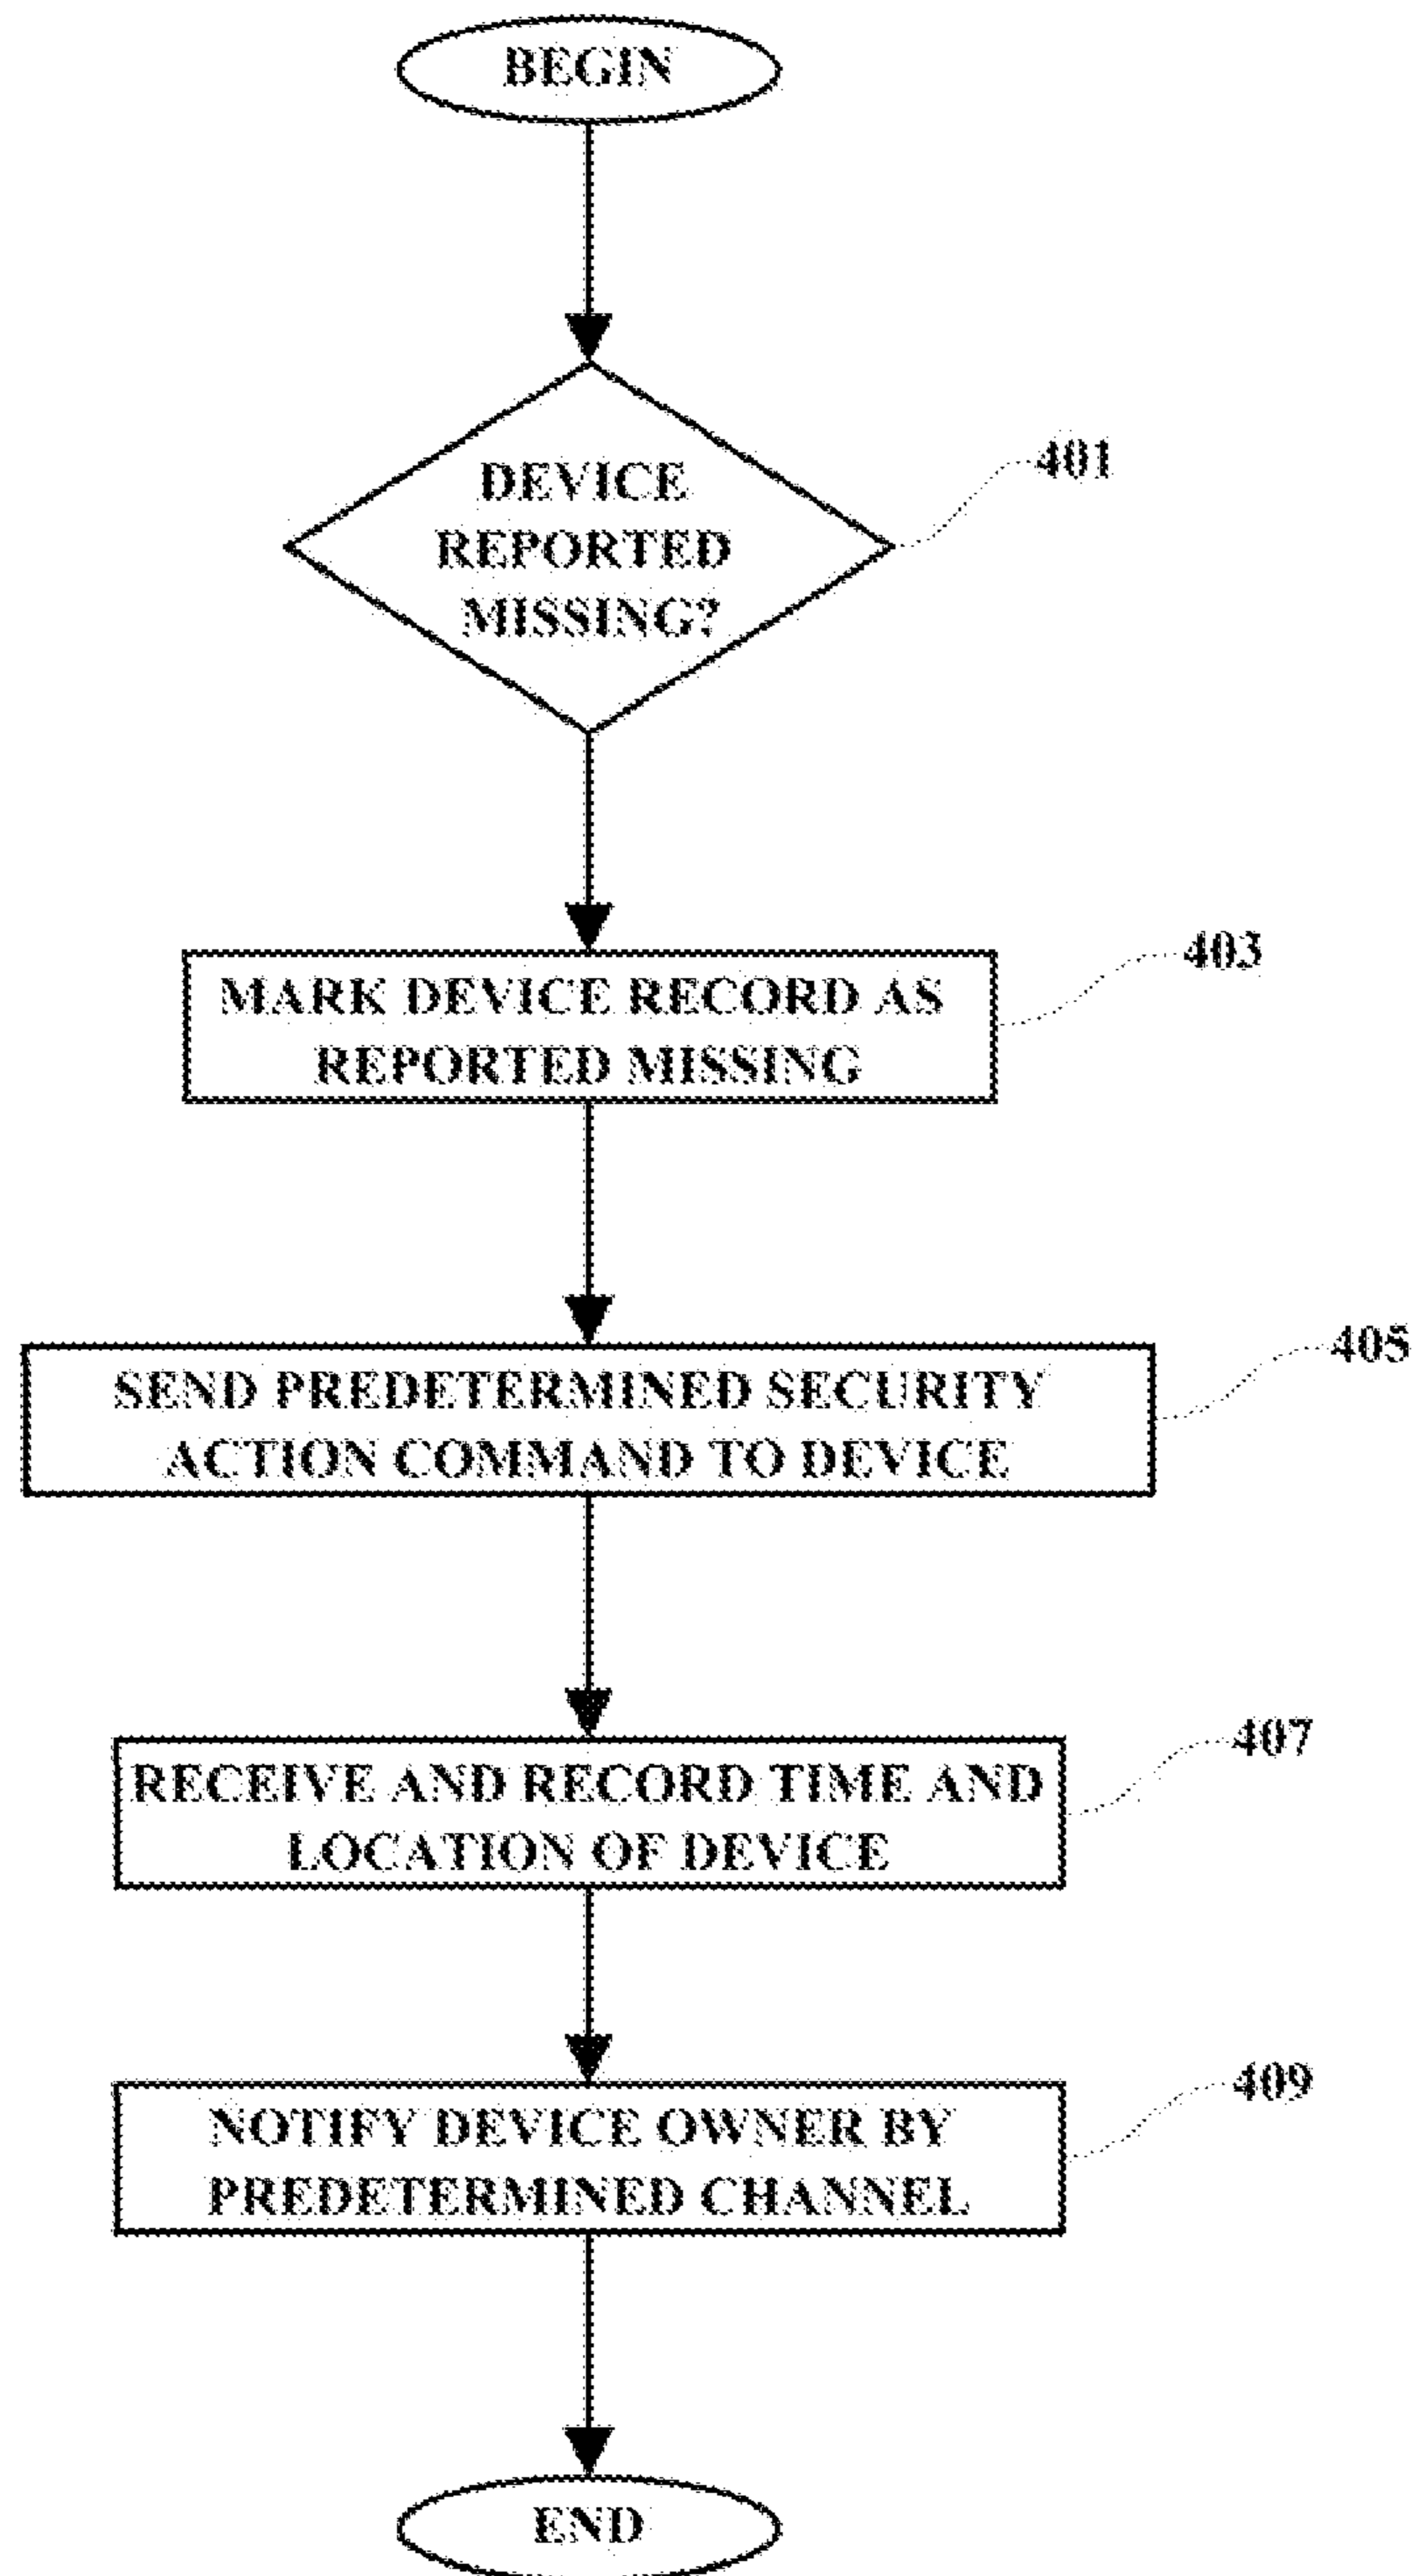 BEGIN
DEVICE
REPORTED
MISSING?
401
MARK DEVICE RECORD AS
REPORTED MISSING
403
SEND PREDETERMINED SECURITY
ACTION COMMAND TO DEVICE
405
RECEIVE AND RECORD TIME AND
LOCATION OF DEVICE
407
NOTIFY DEVICE OWNER BY
PREDETERMINED CHANNEL
409
END